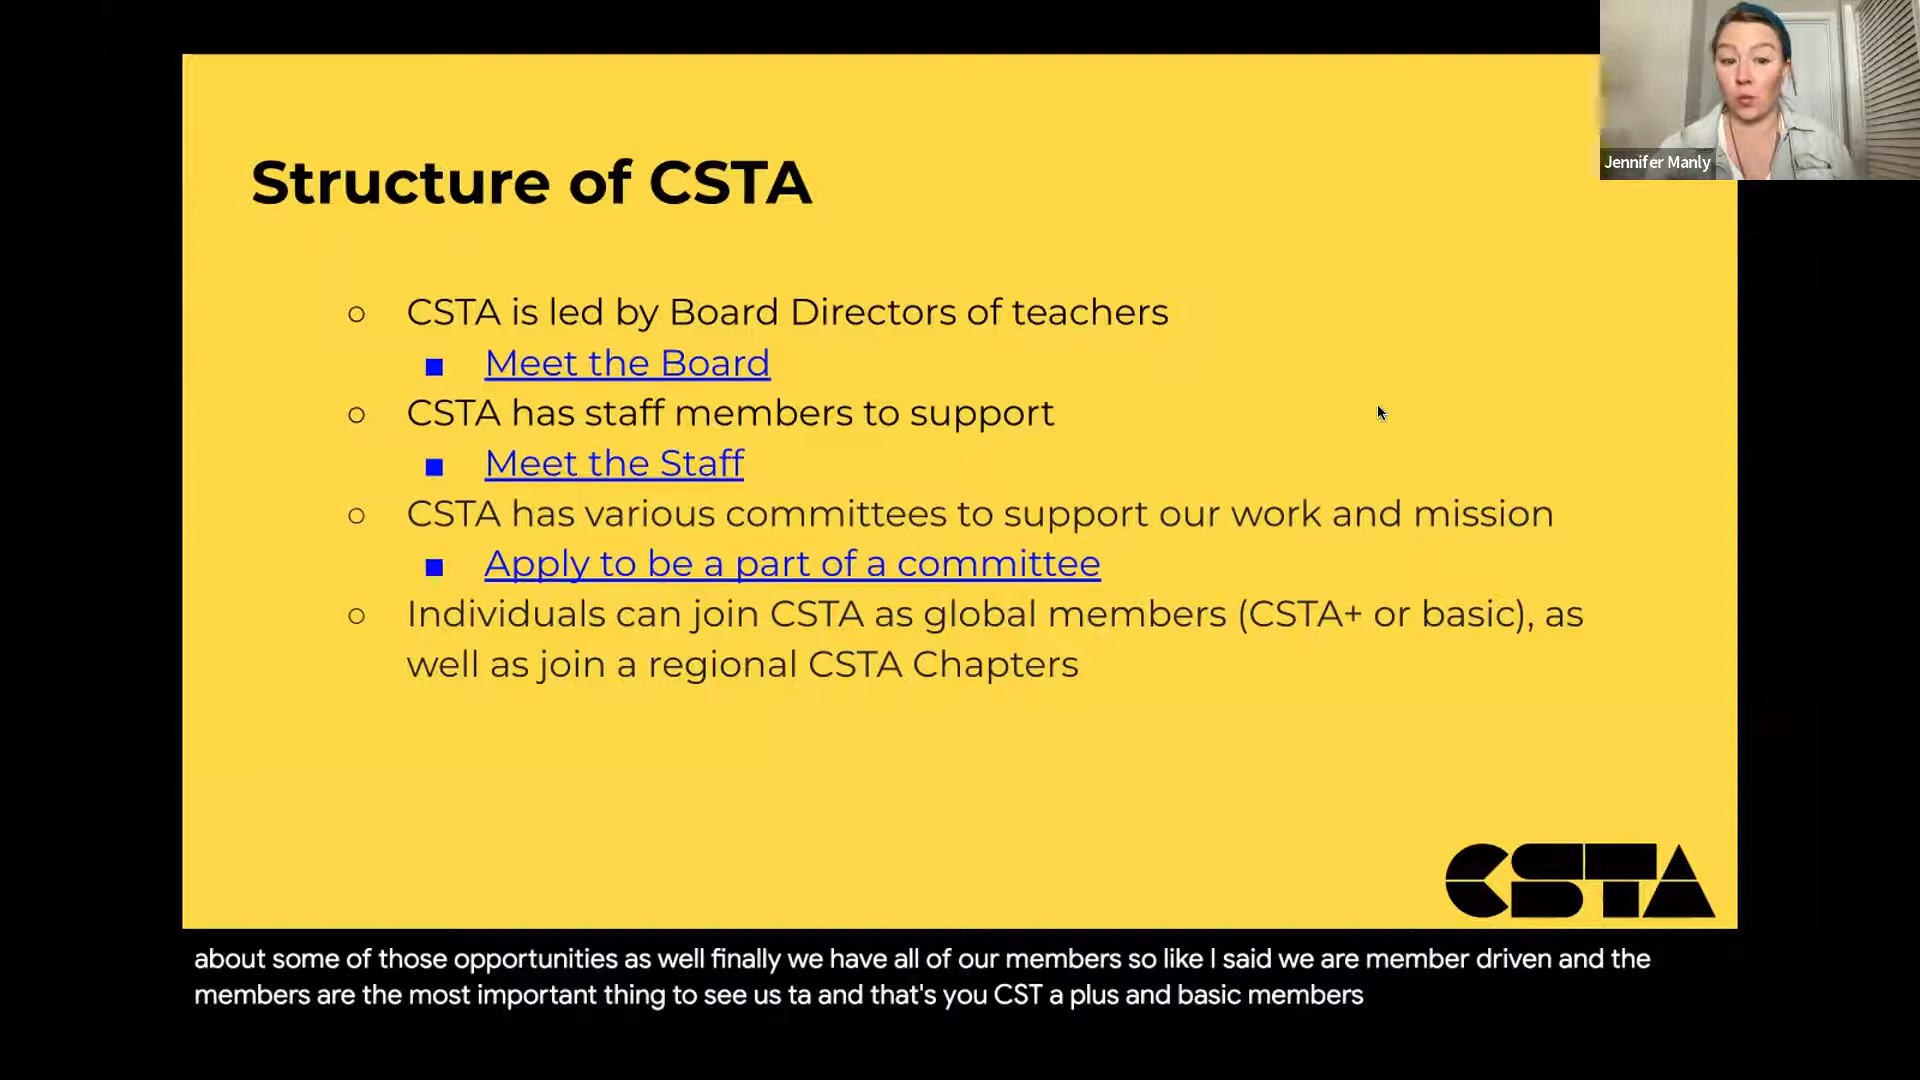 Jennifer Manly
Structure of CSTA
○ CSTA is led by Board Directors of teachers
■ Meet the Board
○ CSTA has staff members to support
■ Meet the Staff
○ CSTA has various committees to support our work and mission
■ Apply to be a part of a committee
○ Individuals can join CSTA as global members (CSTA+ or basic), as
well as join a regional CSTA Chapters
CSTA
about some of those opportunities as well finally we have all of our members so like I said we are member driven and the
members are the most important thing to see us ta and that's you CST a plus and basic members